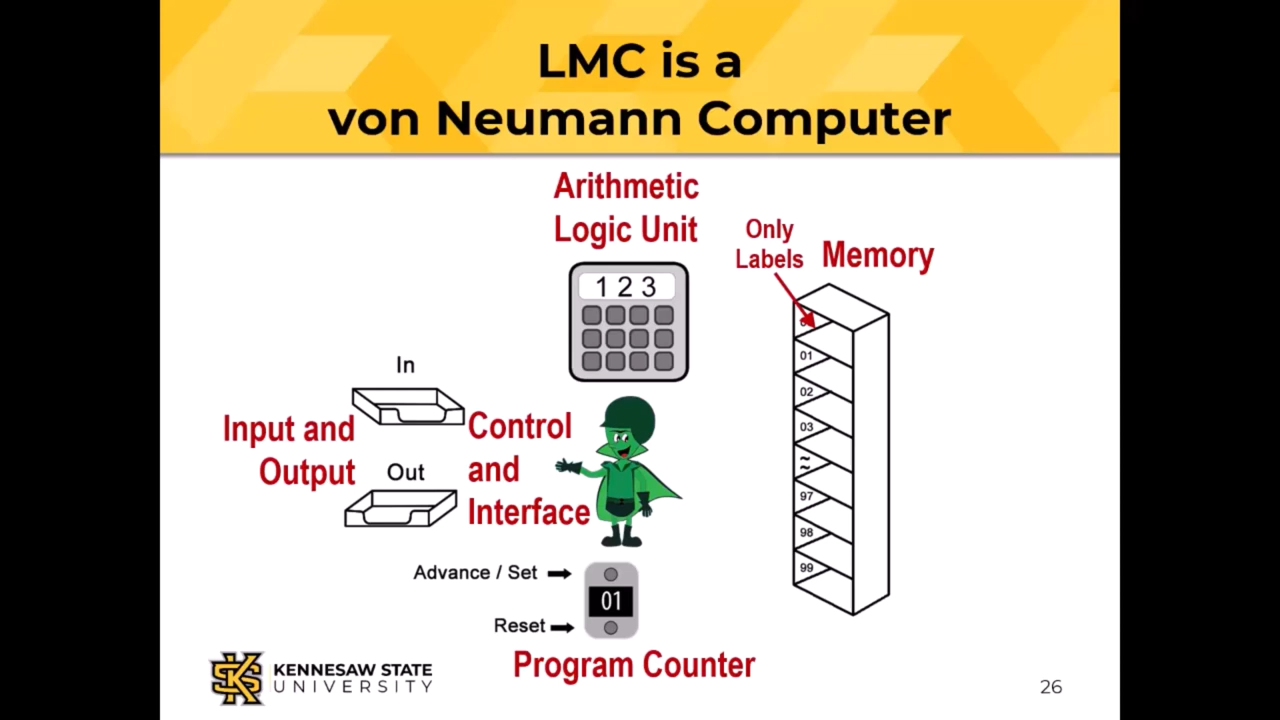 LMC is a
von Neumann Computer
Arithmetic
Logic Unit
Only
Labels
Memory
1 2 3
01
02
03
97
98
99
In
Input and
Output
Out
Control
and
Interface
Advance / Set
01
Reset
Program Counter
KENNESAW STATE
UNIVERSITY
26